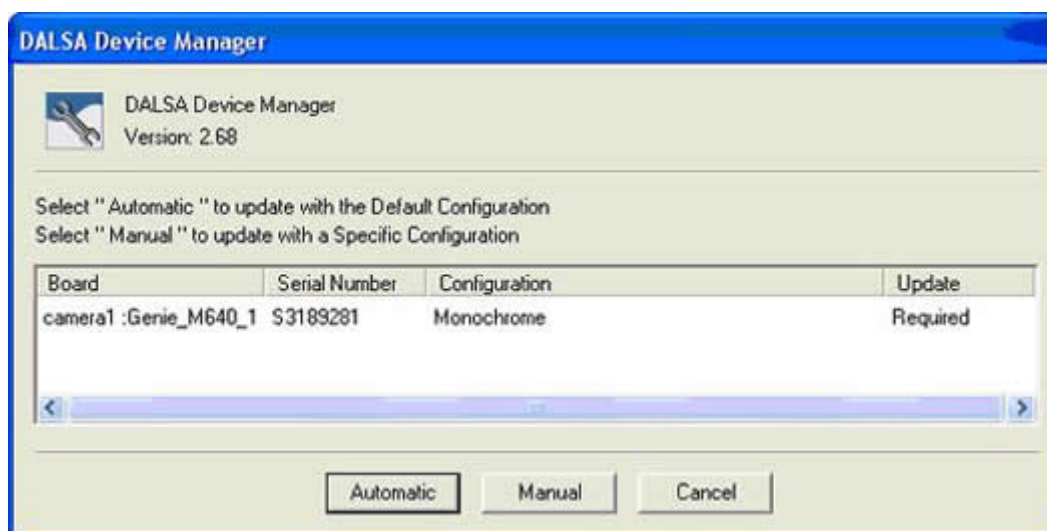 DALSA Device Manager
DALSA Device Manager
Version: 2.68
Select "Automatic" to update with the Default Configuration
Select "Manual" to update with a Specific Configuration
Board Serial Number Configuration Update
camera1 :Genie_M640_1 S3189281 Monochrome Required
Automatic Manual Cancel